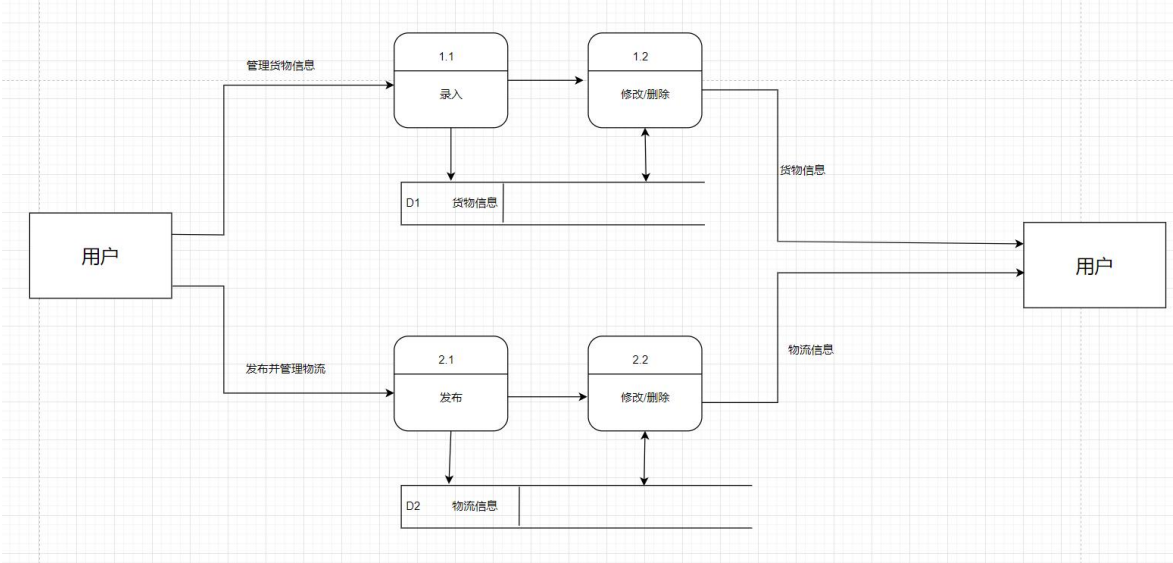 1.1
1.2
管理货物信息
录入
修改/删除
货物信息
D1 货物信息
用户
用户
2.1
2.2
物流信息
发布并管理物流
发布
修改/删除
D2 物流信息